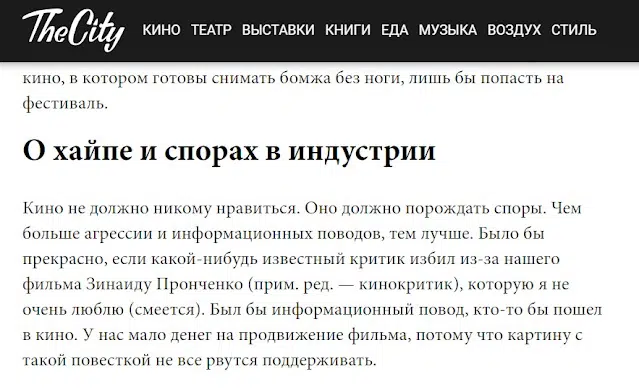 TheCity КИНО ТЕАТР ВЫСТАВКИ КНИГИ ЕДА МУЗЫКА ВОЗДУХ СТИЛЬ
кино, в котором готовы снимать бомжа без ноги, лишь бы попасть на
фестиваль.
О хайпе и спорах в индустрии
Кино не должно никому нравиться. Оно должно порождать споры. Чем
больше агрессии и информационных поводов, тем лучше. Было бы
прекрасно, если какой-нибудь известный критик избил из-за нашего
фильма Зинаиду Пронченко (прим. ред. — кинокритик), которую я не
очень люблю (смеется). Был бы информационный повод, кто-то бы пошел
в кино. У нас мало денег на продвижение фильма, потому что картину с
такой повесткой не все рвутся поддерживать.